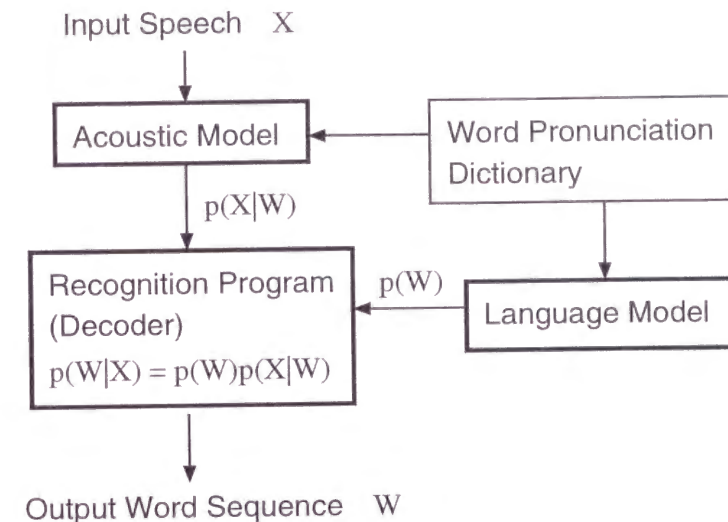 Input Speech X
Acoustic Model
Word Pronunciation
Dictionary
p(X|W)
Recognition Program
(Decoder)
p(W|X) = p(W)p(X|W)
p(W)
Language Model
Output Word Sequence W